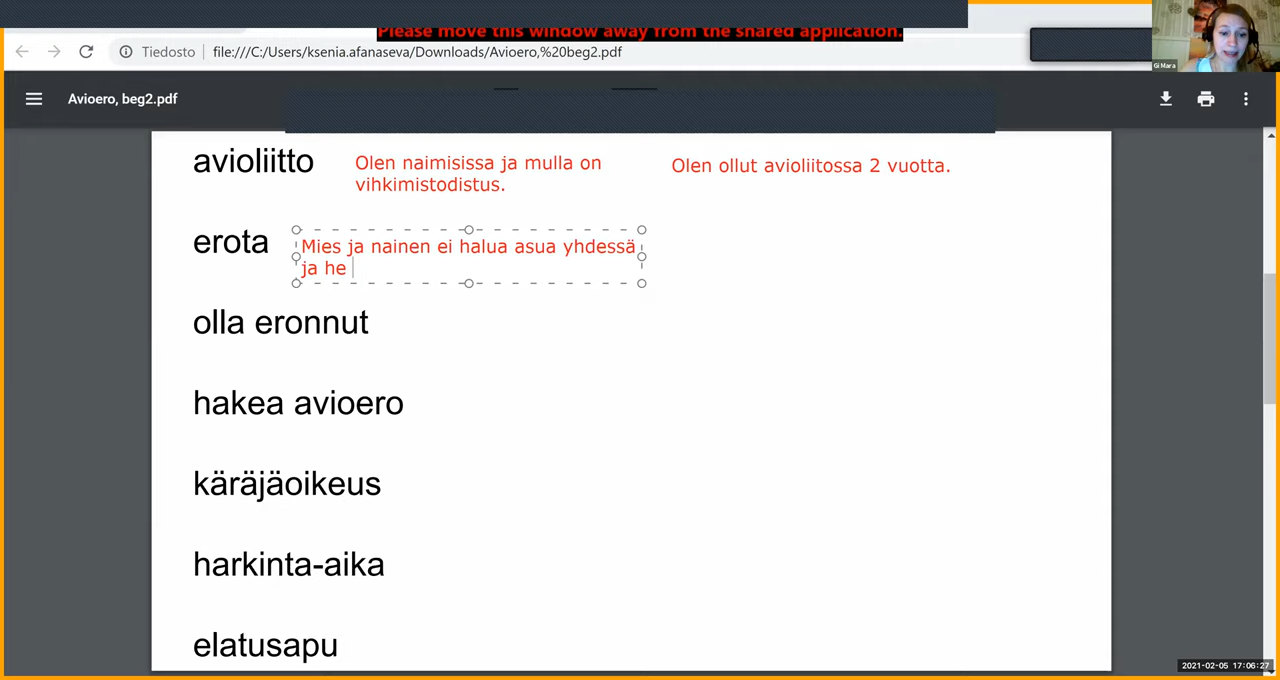 Please move this window away from the shared application.
Tiedosto file:///C:/Users/ksenia.afanaseva/Downloads/Avioero,%20beg2.pdf
Gi Mara
Avioero, beg2.pdf
avioliitto
Olen naimisissa ja mulla on
vihkimistodistus.
Olen ollut avioliitossa 2 vuotta.
erota
Mies ja nainen ei halua asua yhdessä
ja he
olla eronnut
hakea avioero
käräjäoikeus
harkinta-aika
elatusapu
2021-02-05 17:06:27